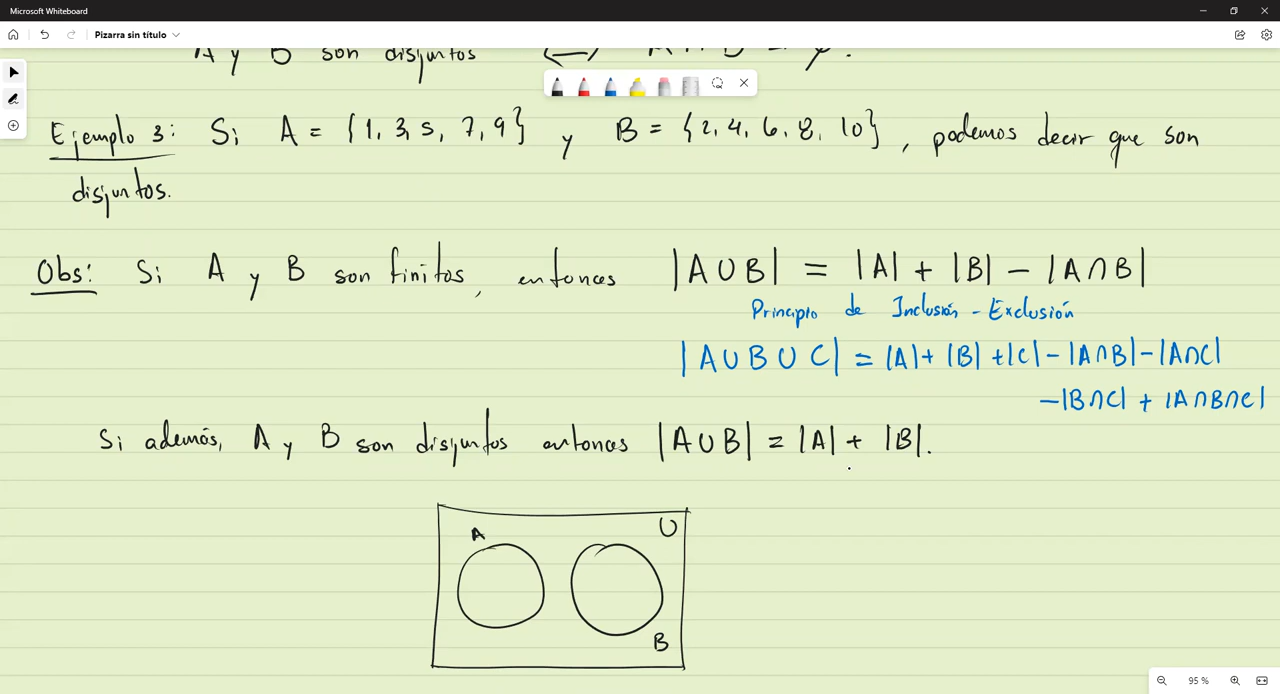 Microsoft Whiteboard
Pizarra sin título
A y B son disjuntos ⟷ A ∩ B = φ.
Ejemplo 3: Si A = {1, 3, 5, 7, 9} y B = {2, 4, 6, 8, 10}, podemos decir que son
disjuntos.
Obs: Si A y B son finitos, entonces |A ∪ B| = |A| + |B| - |A ∩ B|
Principio de Inclusión - Exclusión
|A ∪ B ∪ C| = |A| + |B| + |C| - |A∩B| - |A∩C|
- |B∩C| + |A∩B∩C|
Si además, A y B son disjuntos entonces |A ∪ B| = |A| + |B|.
A
U
B
95 %